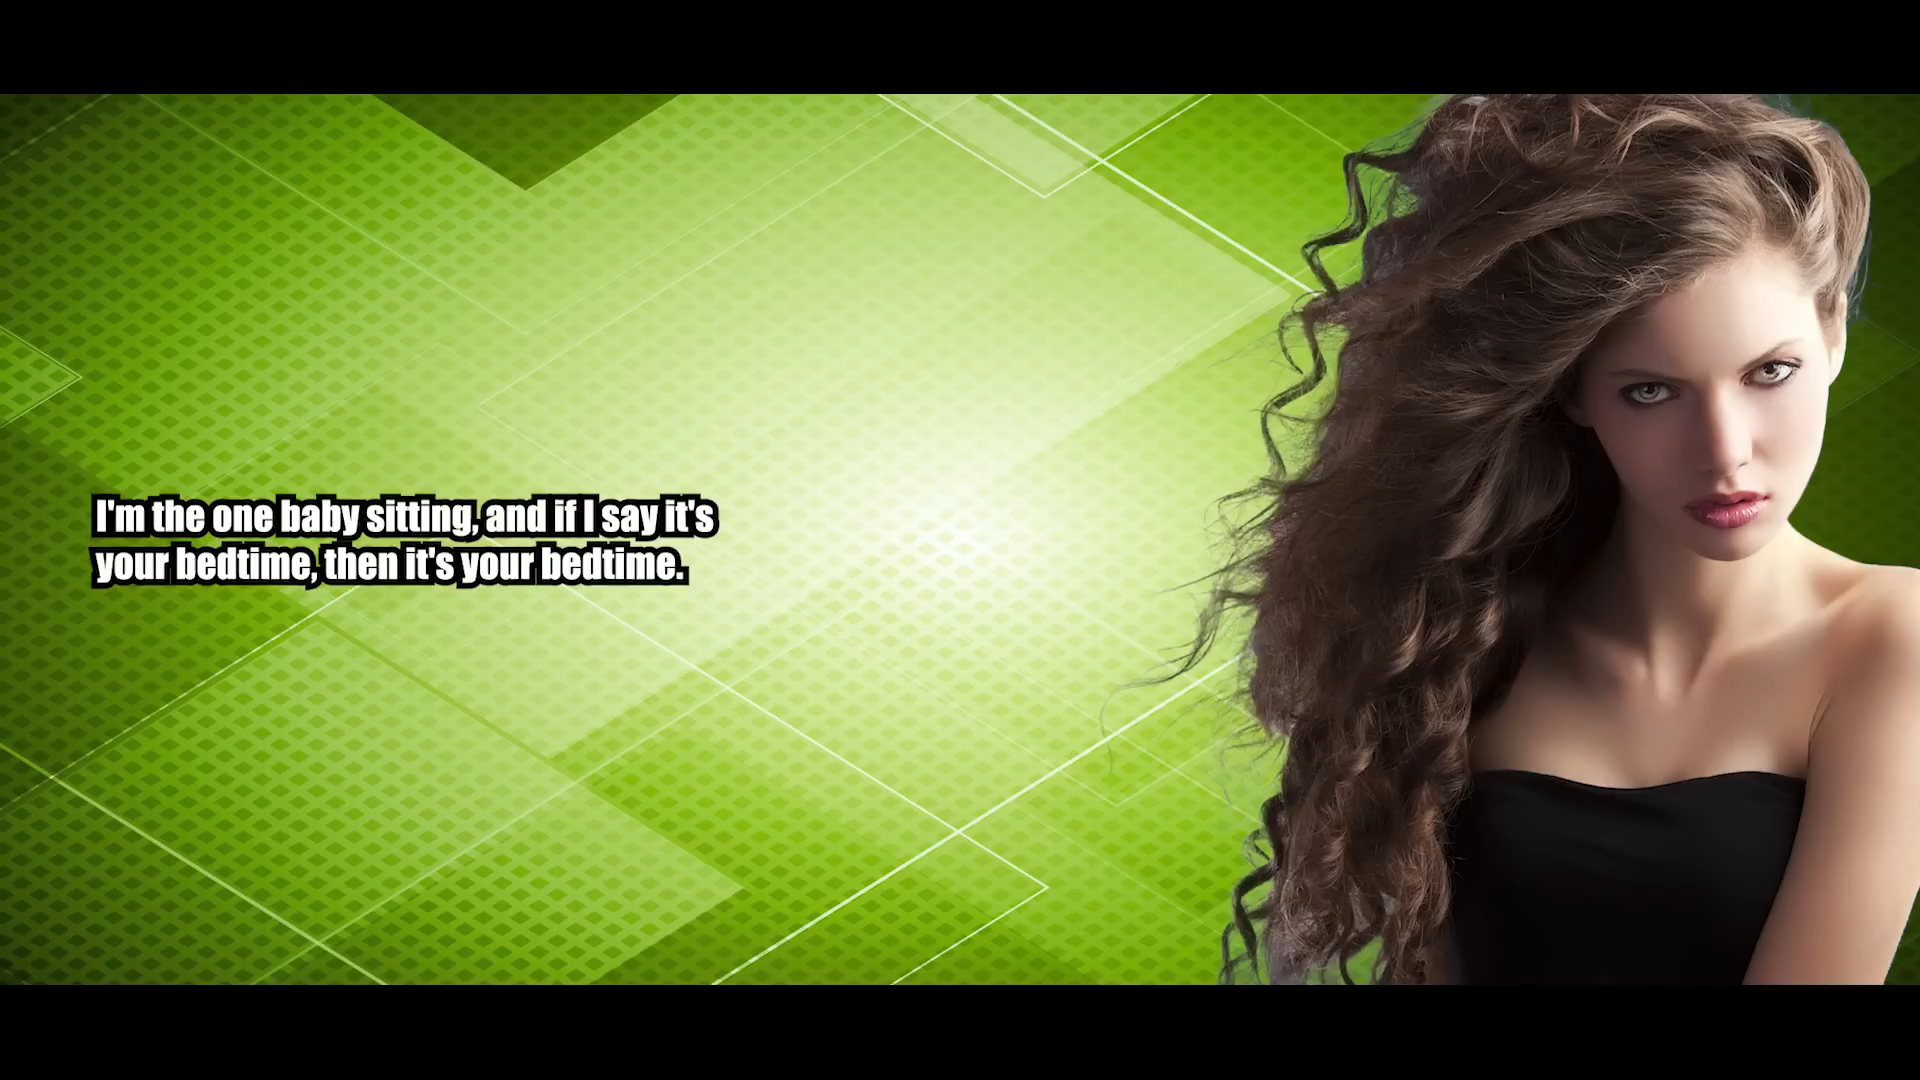 I'm the one baby sitting, and if I say it's
your bedtime, then it's your bedtime.